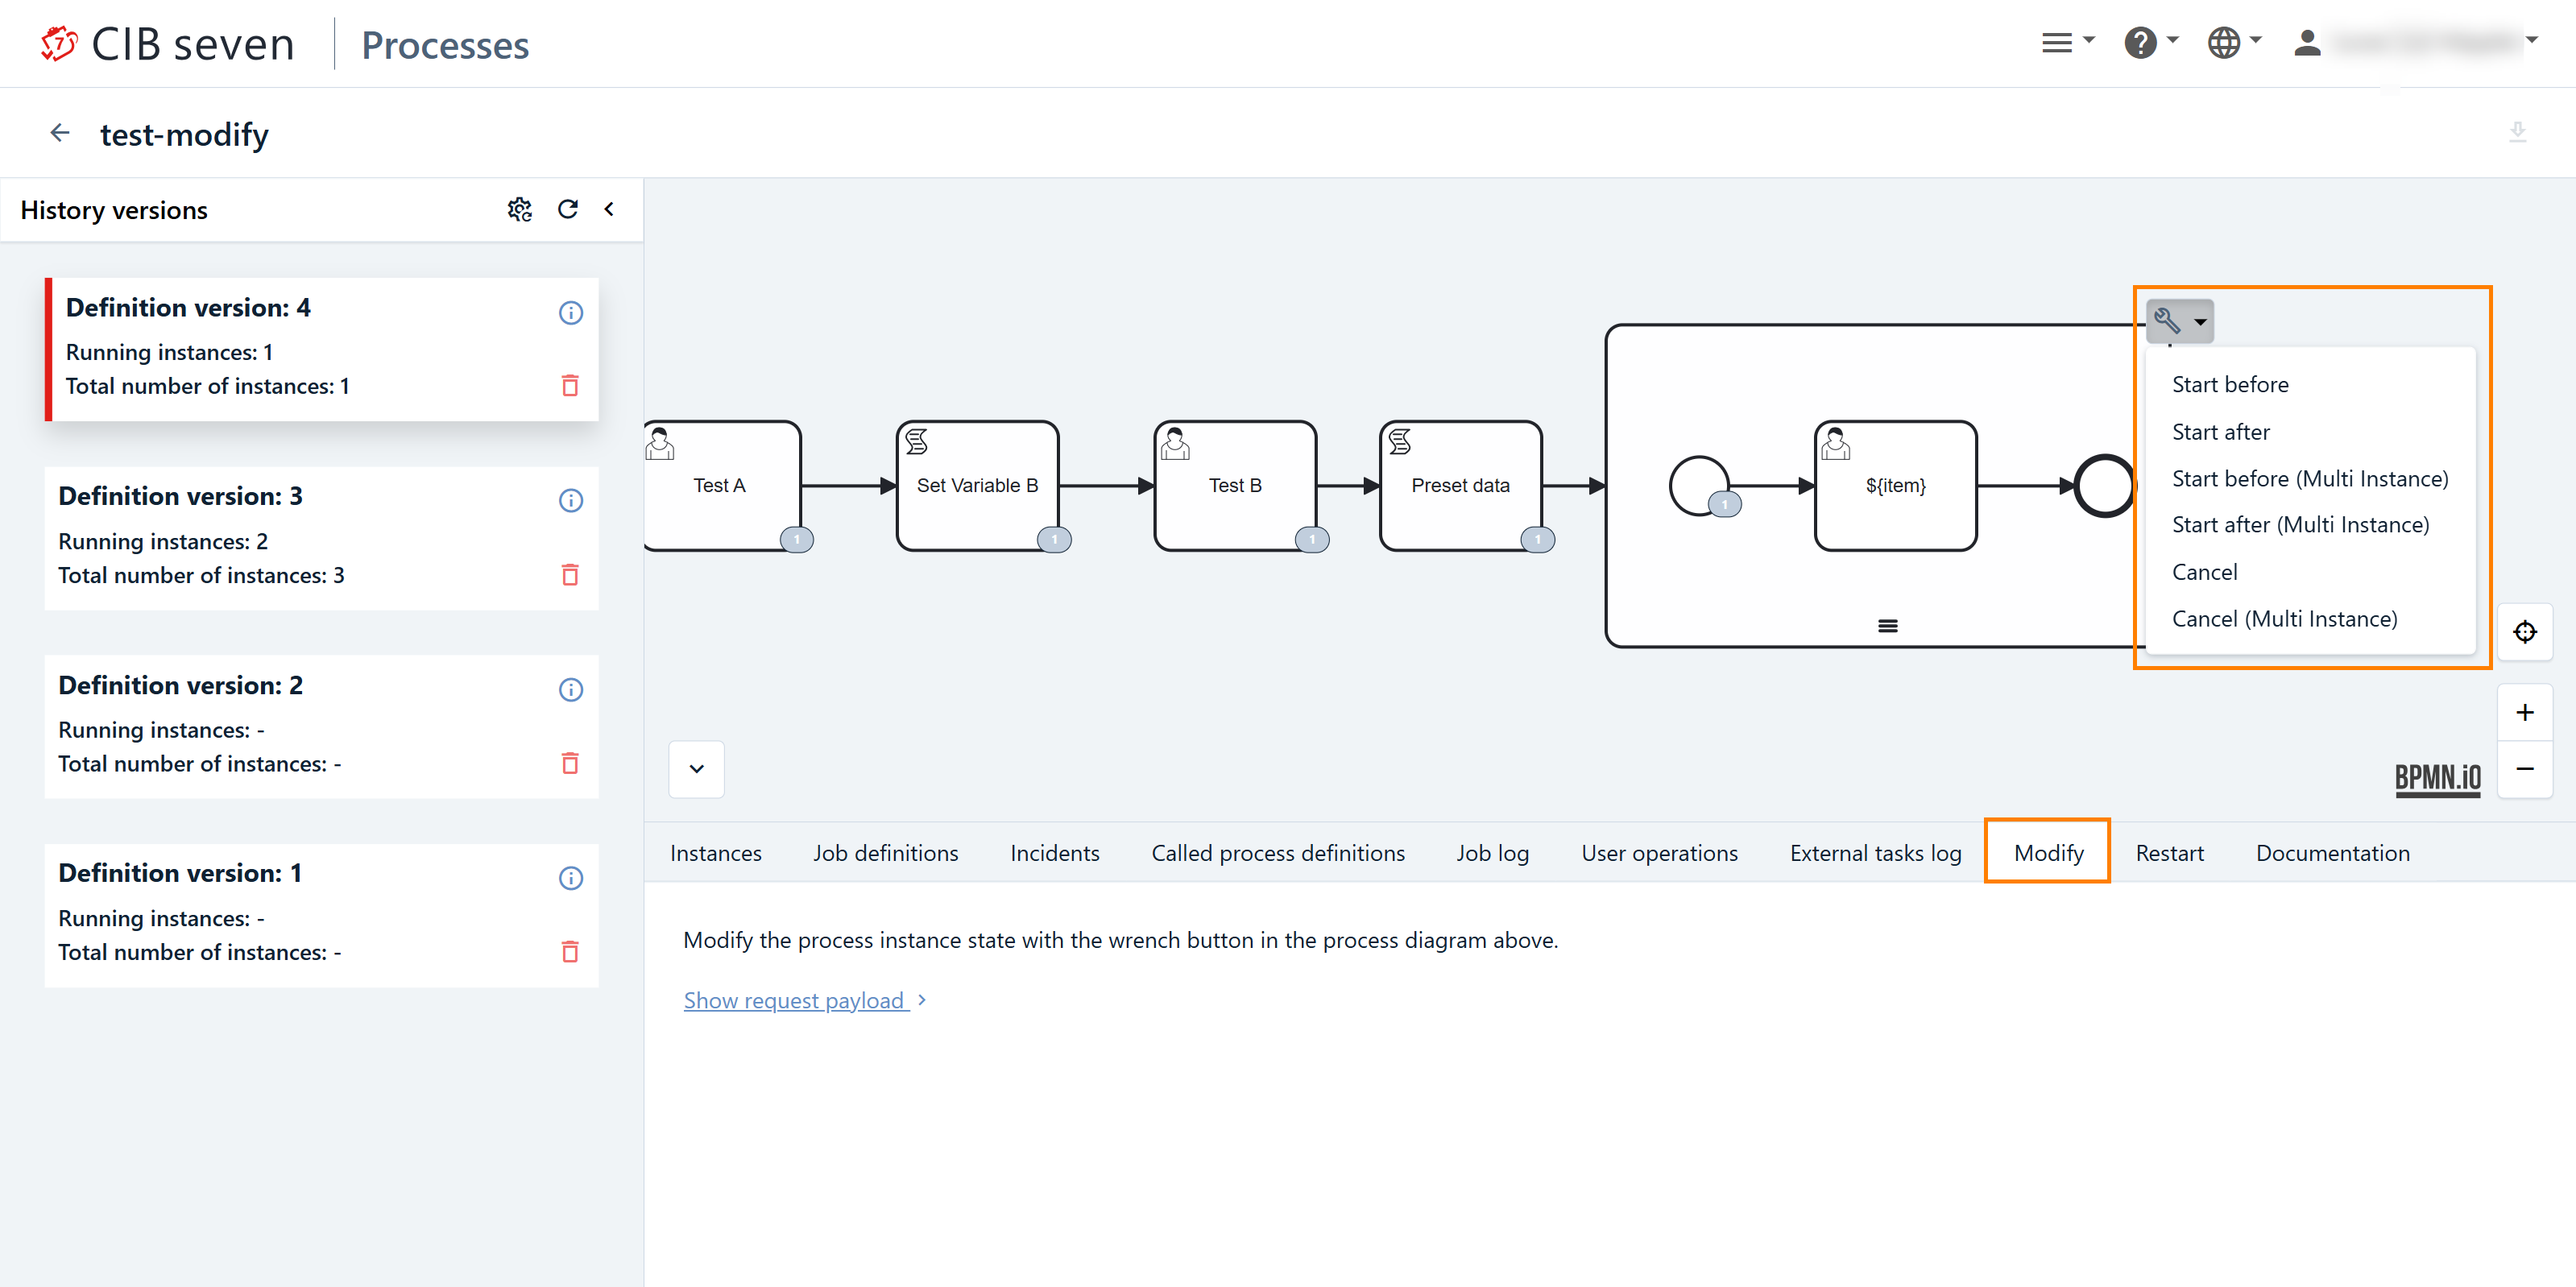 CIB seven
Processes
test-modify
History versions
Definition version: 4
Running instances: 1
Total number of instances: 1
Definition version: 3
Running instances: 2
Total number of instances: 3
Definition version: 2
Running instances: -
Total number of instances: -
Definition version: 1
Running instances: -
Total number of instances: -
Test A
1
Set Variable B
1
Test B
1
Preset data
1
1
${item}
Start before
Start after
Start before (Multi Instance)
Start after (Multi Instance)
Cancel
Cancel (Multi Instance)
BPMN.iO
Instances
Job definitions
Incidents
Called process definitions
Job log
User operations
External tasks log
Modify
Restart
Documentation
Modify the process instance state with the wrench button in the process diagram above.
Show request payload